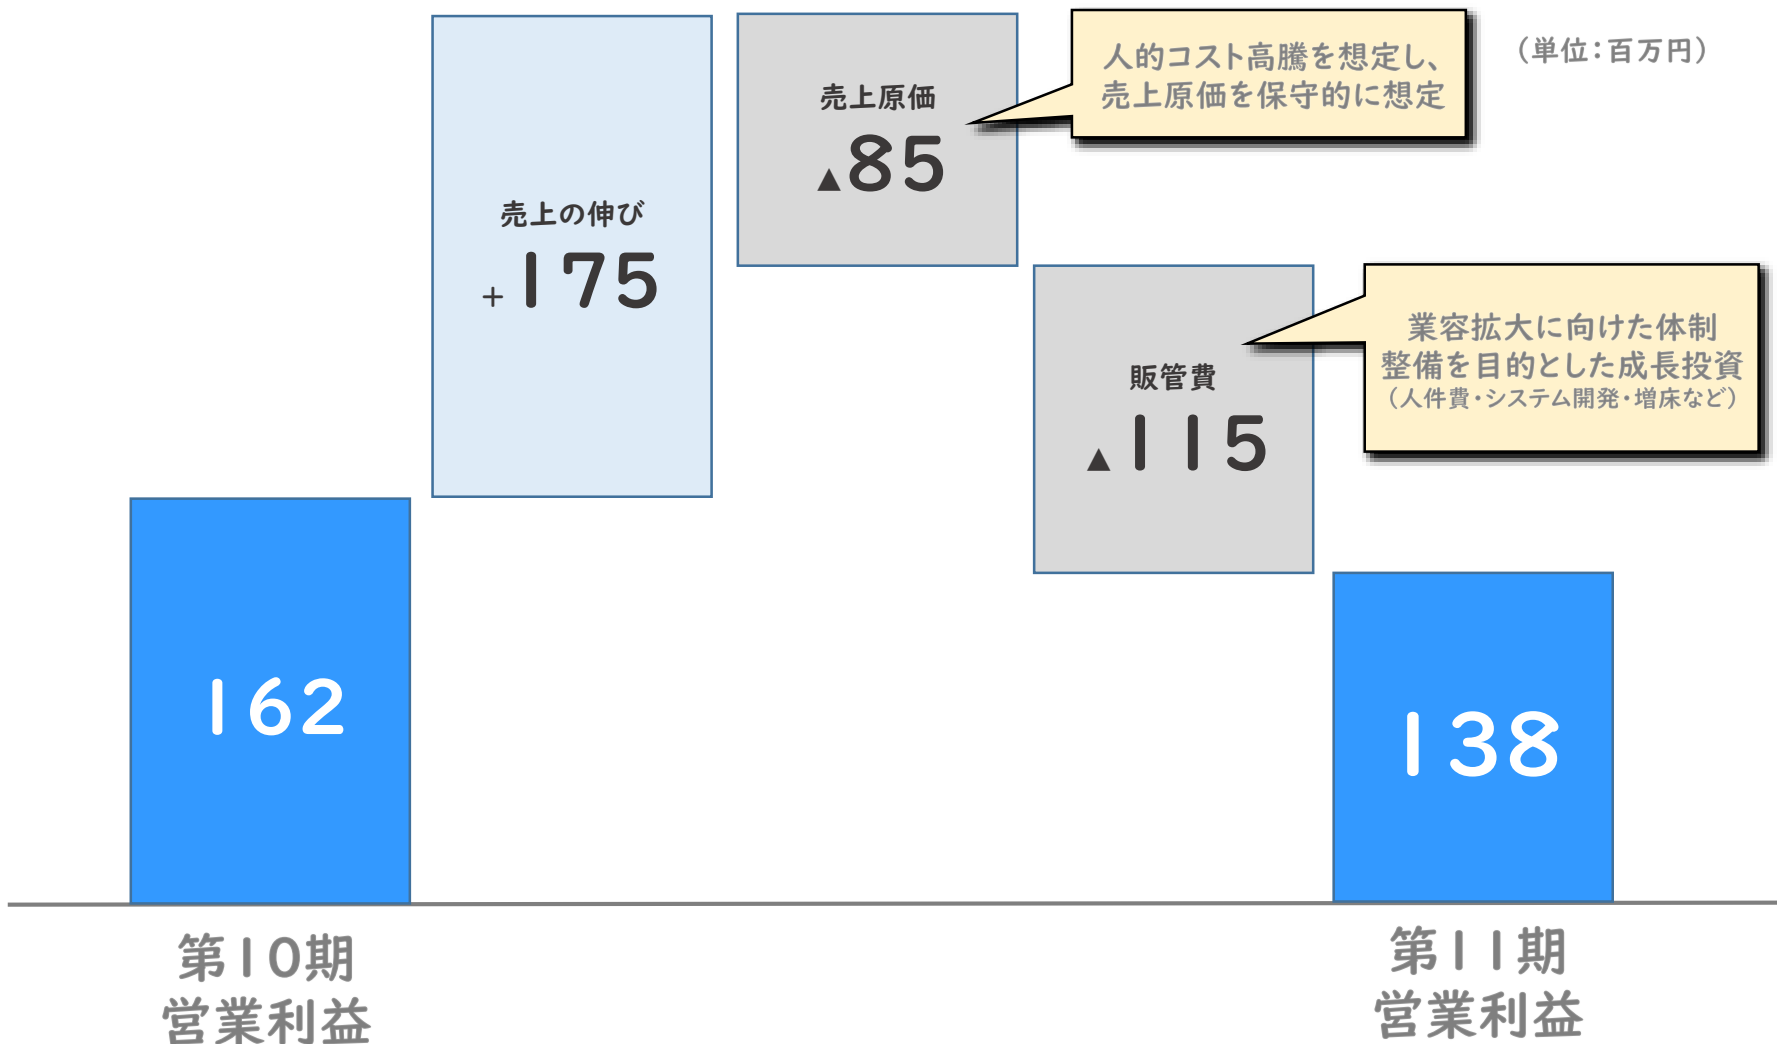 (単位:百万円)
売上の伸び
+175
売上原価
▲85
人的コスト高騰を想定し、
売上原価を保守的に想定
販管費
▲115
業容拡大に向けた体制
整備を目的とした成長投資
(人件費・システム開発・増床など)
162
138
第10期
営業利益
第11期
営業利益